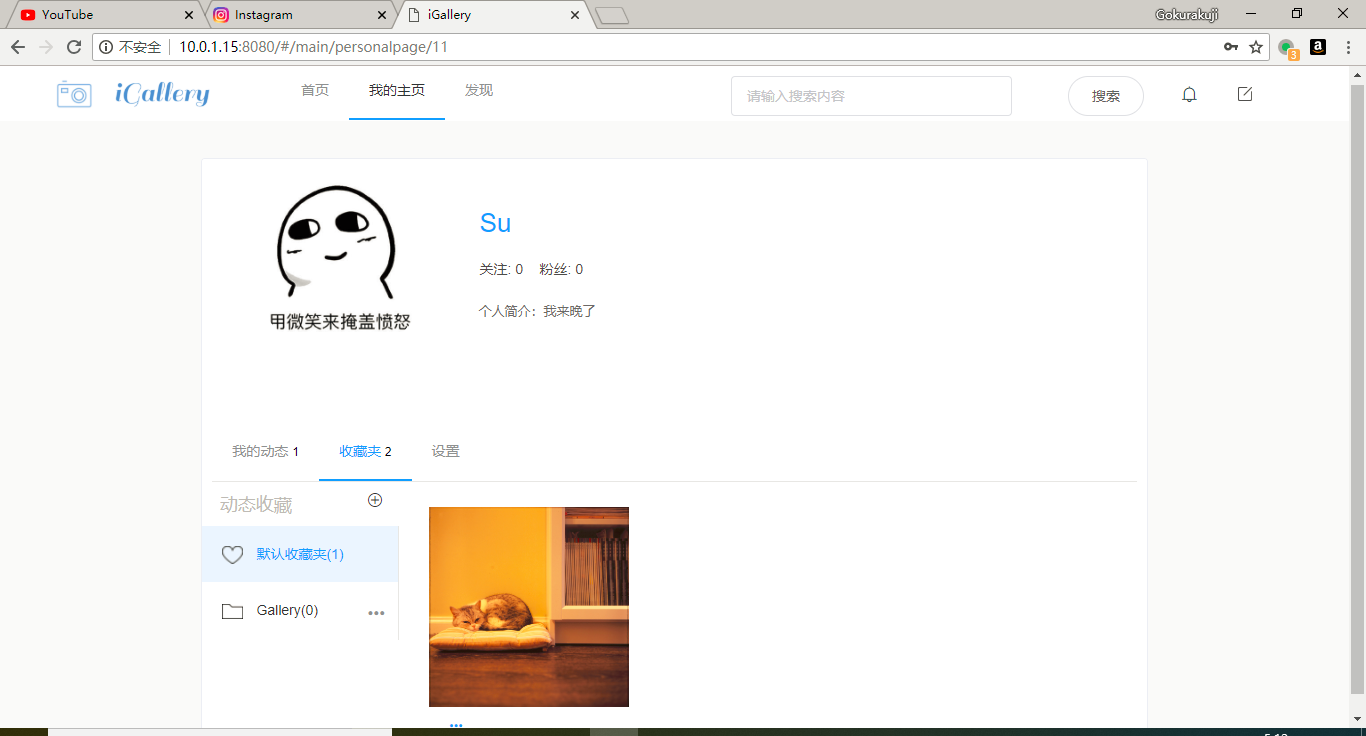 YouTube
Instagram
iGallery
Gokurakuji
不安全
10.0.1.15:8080/#/main/personalpage/11
3
a
iGallery
首页
我的主页
发现
请输入搜索内容
搜索
Su
关注: 0 粉丝: 0
个人简介: 我来晚了
用微笑来掩盖愤怒
我的动态 1
收藏夹 2
设置
动态收藏
默认收藏夹(1)
Gallery(0)